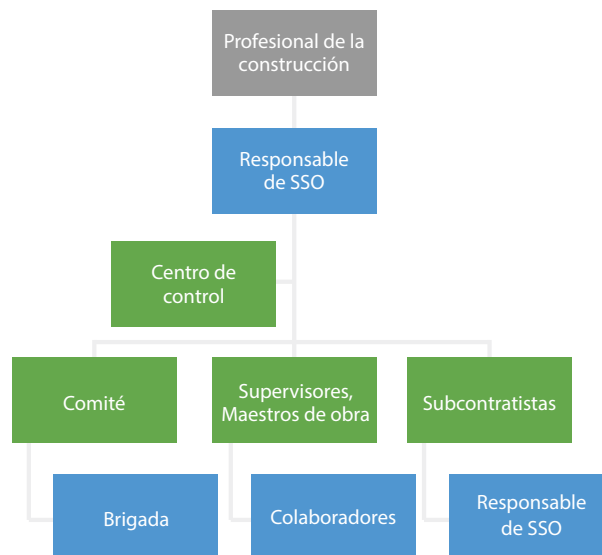 Profesional de la
construcción
Responsable
de SSO
Centro de
control
Comité
Supervisores,
Maestros de obra
Subcontratistas
Brigada
Colaboradores
Responsable
de SSO